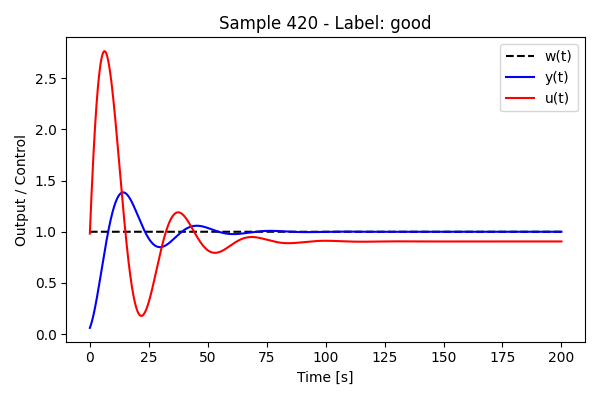 Sample 420 - Label: good
w(t)
y(t)
u(t)
Output / Control
2.5
2.0
1.5
1.0
0.5
0.0
0 25 50 75 100 125 150 175 200
Time [s]